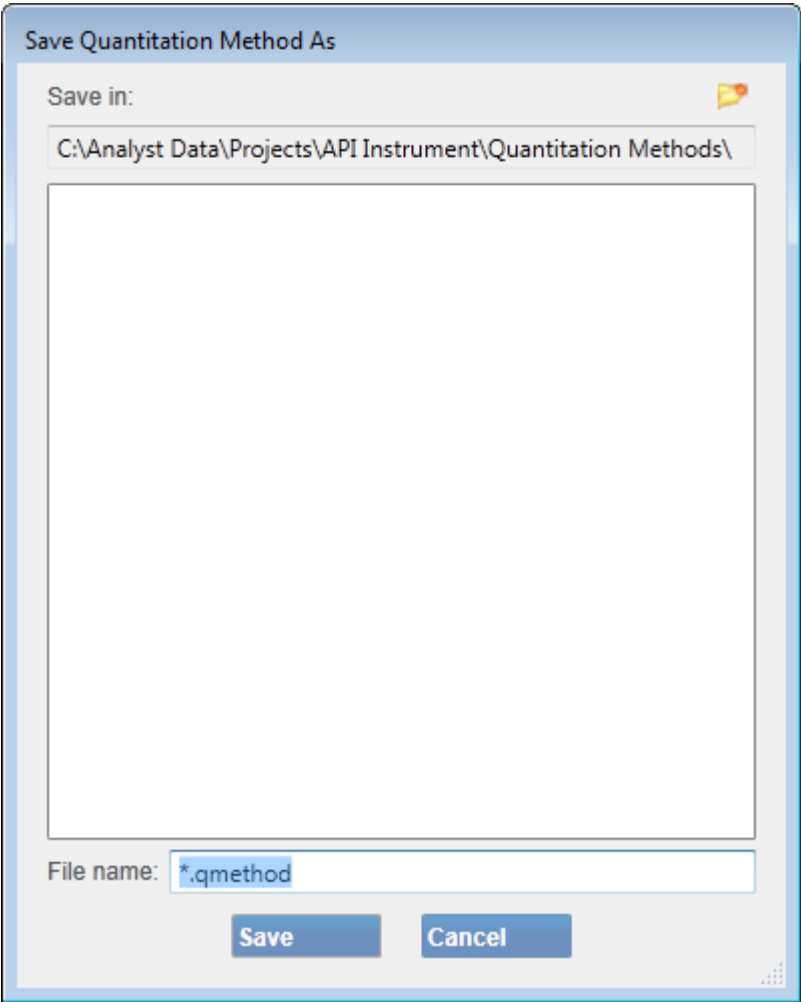 Save Quantitation Method As
Save in:
C:\Analyst Data\Projects\API Instrument\Quantitation Methods\
File name: *.qmethod
Save Cancel